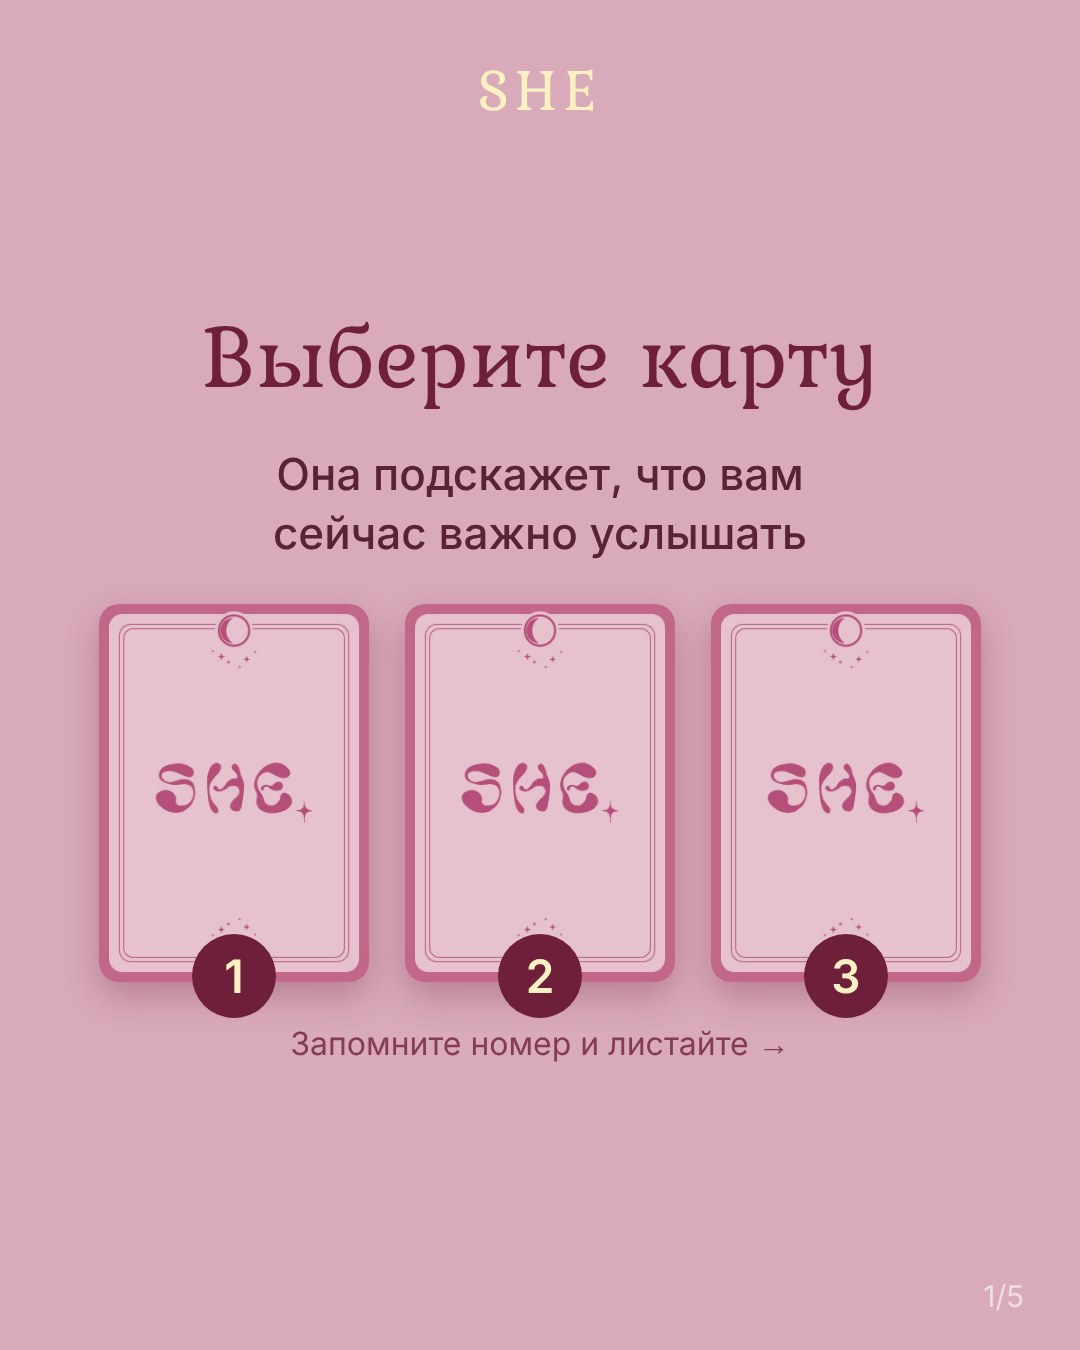 SHE
Выберите карту
Она подскажет, что вам
сейчас важно услышать
SHE
SHE
SHE
1
2
3
Запомните номер и листайте →
1/5